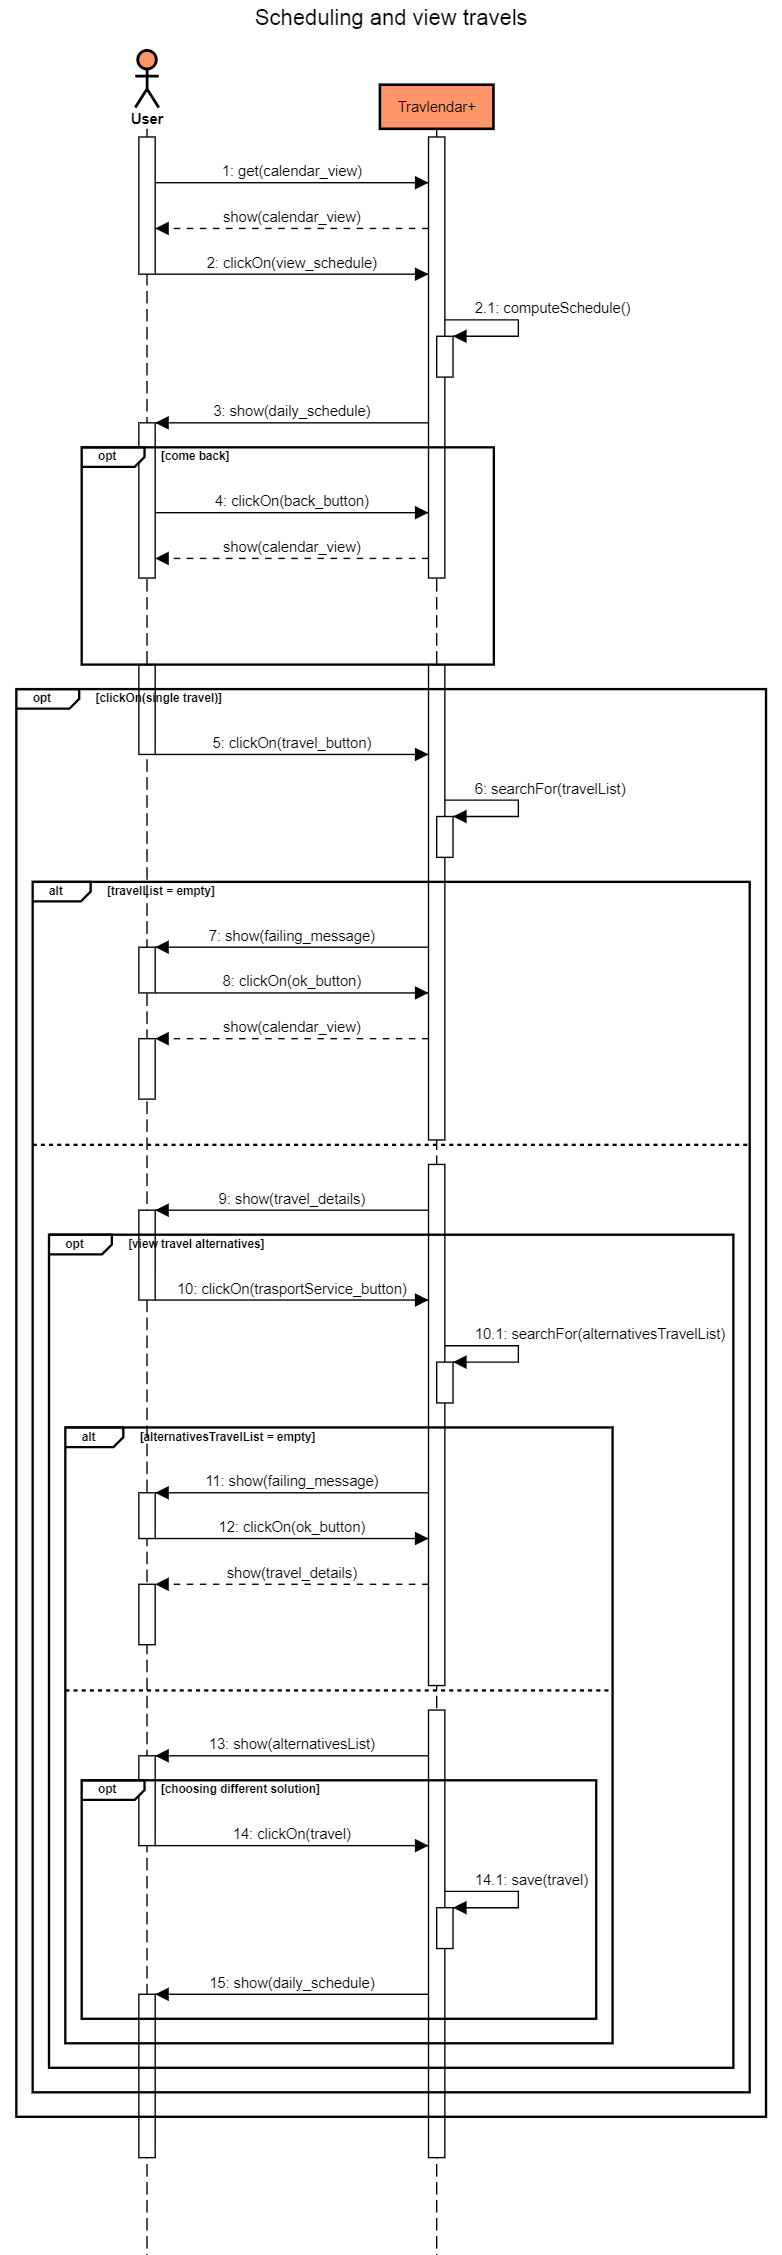 Scheduling and view travels
User
Travlendar+
1: get(calendar_view)
show(calendar_view)
2: clickOn(view_schedule)
2.1: computeSchedule()
3: show(daily_schedule)
opt
[come back]
4: clickOn(back_button)
show(calendar_view)
opt
[clickOn(single travel)]
5: clickOn(travel_button)
6: searchFor(travelList)
alt
[travelList = empty]
7: show(failing_message)
8: clickOn(ok_button)
show(calendar_view)
9: show(travel_details)
opt
[view travel alternatives]
10: clickOn(trasportService_button)
10.1: searchFor(alternativesTravelList)
alt
[alternativesTravelList = empty]
11: show(failing_message)
12: clickOn(ok_button)
show(travel_details)
13: show(alternativesList)
opt
[choosing different solution]
14: clickOn(travel)
14.1: save(travel)
15: show(daily_schedule)